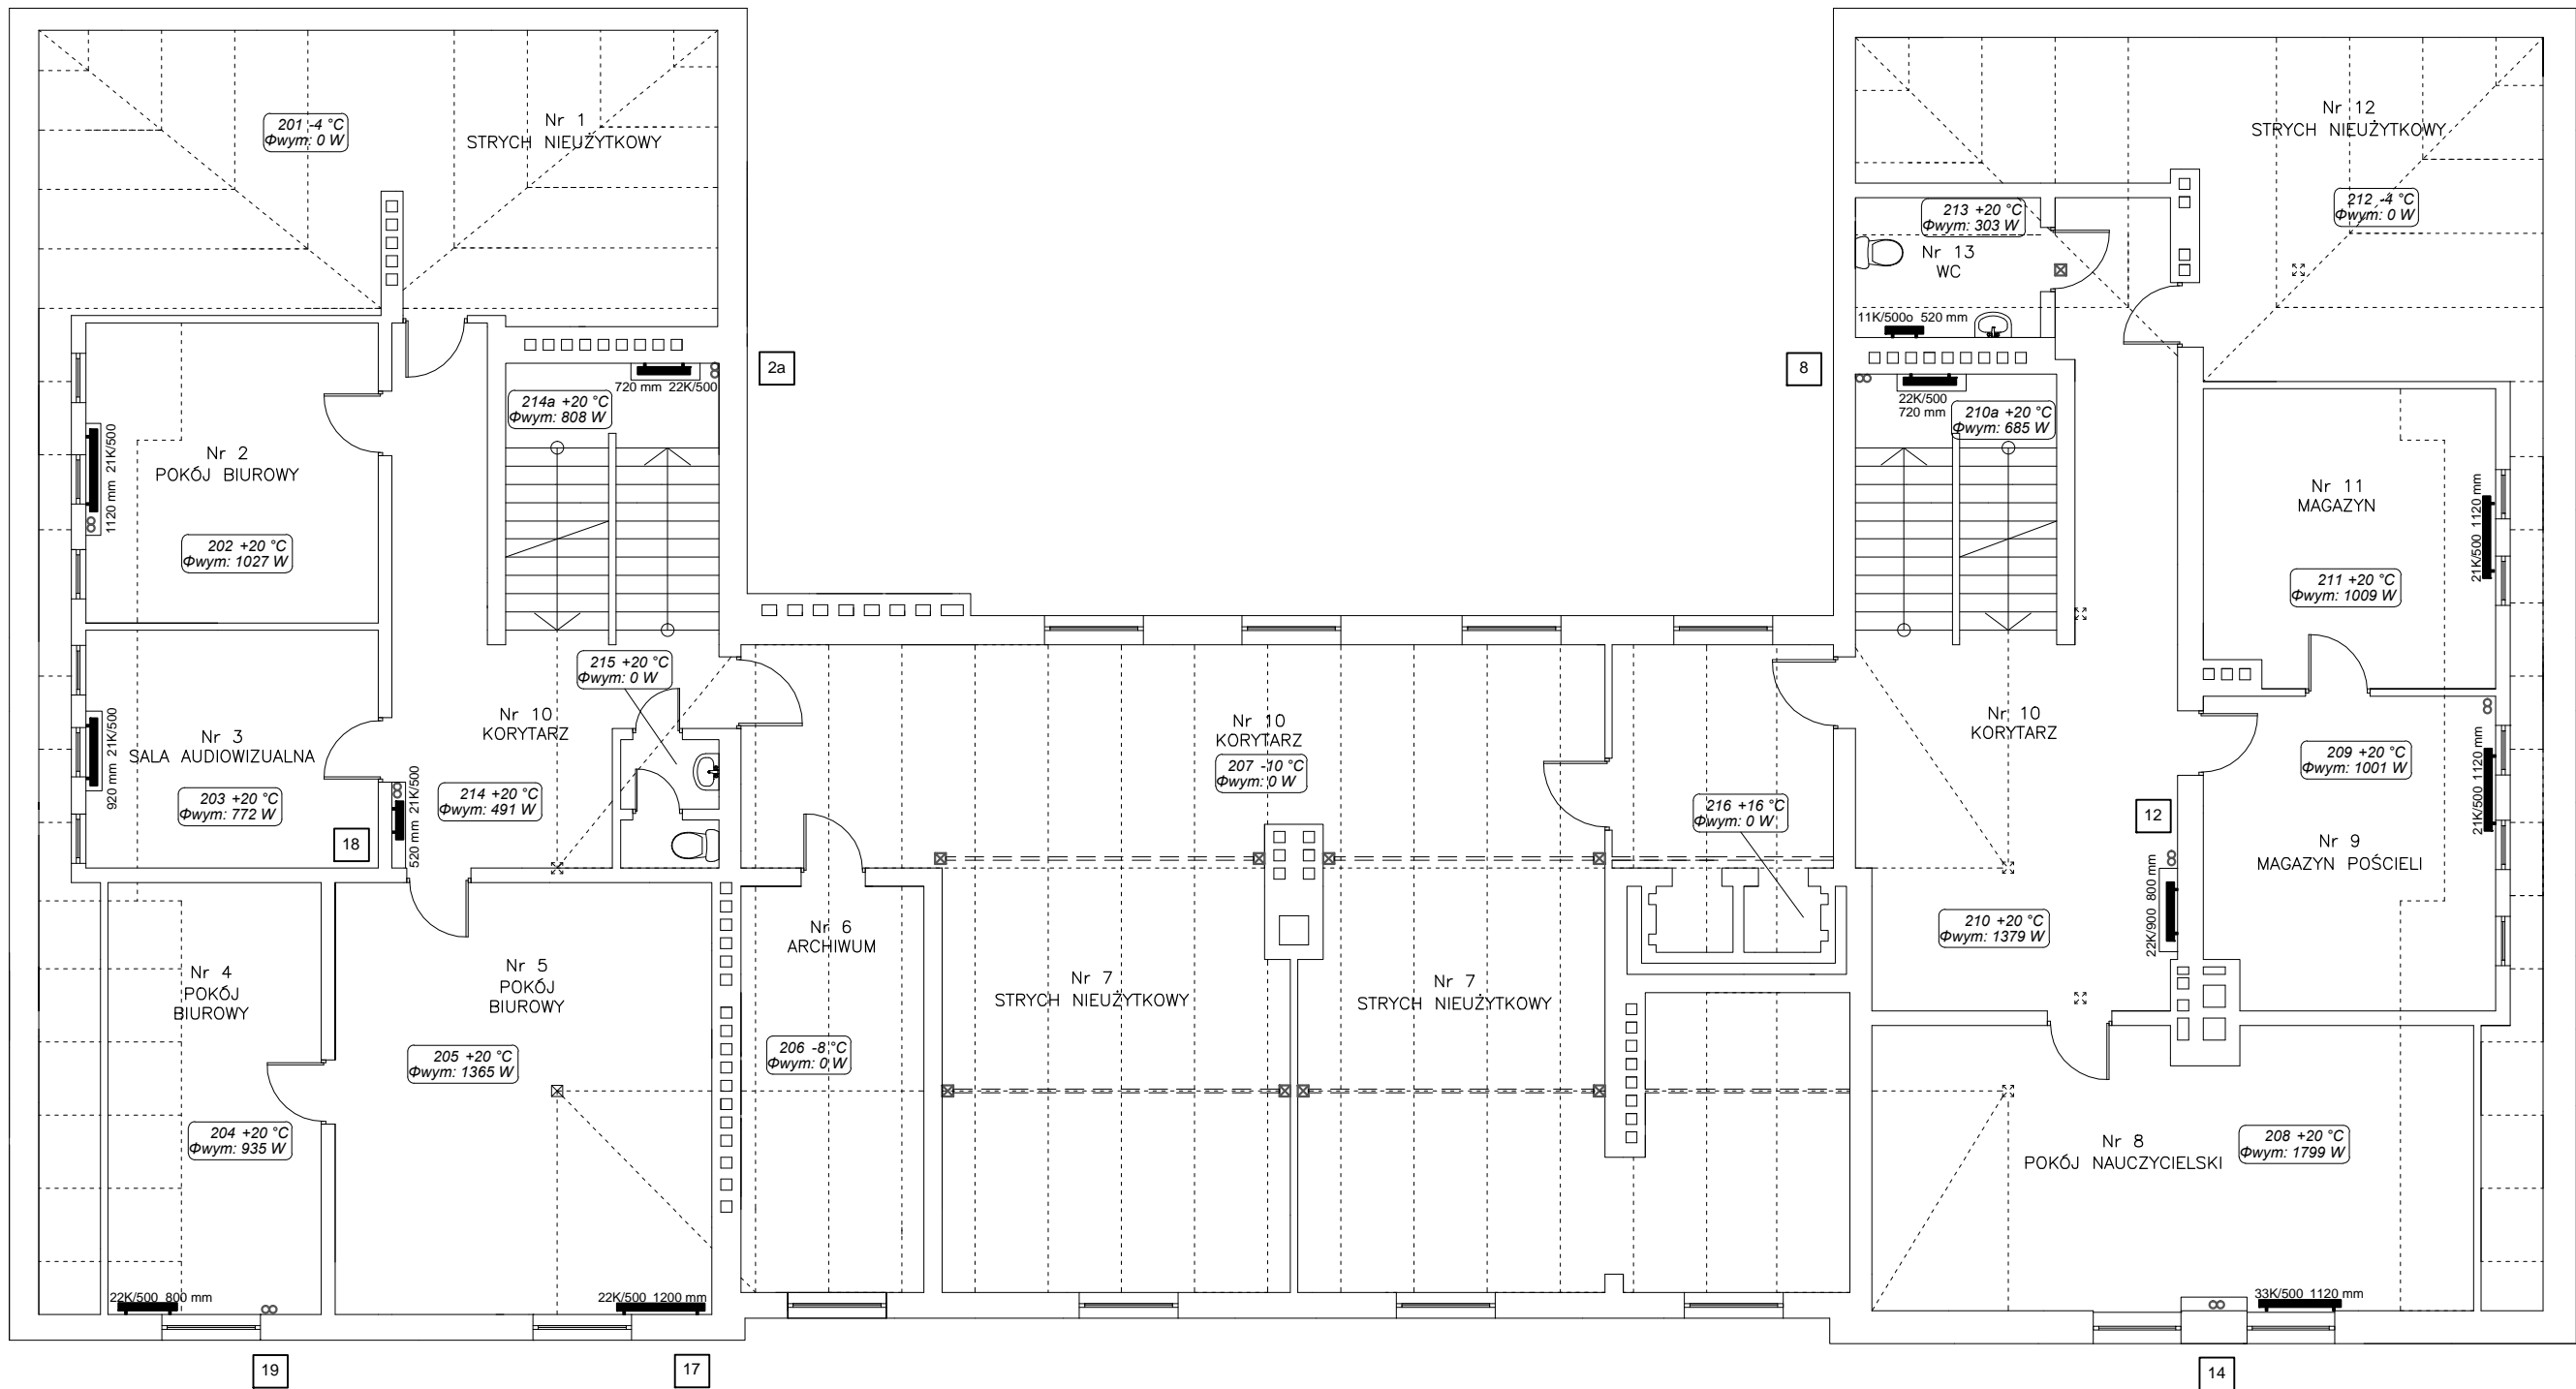 201 -4 °C
Φwym: 0 W
Nr 1
STRYCH NIEUŻYTKOWY
Nr 12
STRYCH NIEUŻYTKOWY
212 -4 °C
Φwym: 0 W
213 +20 °C
Φwym: 303 W
Nr 13
WC
11K/500o 520 mm
2a
8
720 mm 22K/500
214a +20 °C
Φwym: 808 W
22K/500
720 mm
210a +20 °C
Φwym: 685 W
Nr 2
POKÓJ BIUROWY
1120 mm 21K/500
202 +20 °C
Φwym: 1027 W
Nr 11
MAGAZYN
21K/500 1120 mm
211 +20 °C
Φwym: 1009 W
215 +20 °C
Φwym: 0 W
Nr 10
KORYTARZ
Nr 3
SALA AUDIOWIZUALNA
920 mm 21K/500
203 +20 °C
Φwym: 772 W
18
520 mm 21K/500
214 +20 °C
Φwym: 491 W
Nr 10
KORYTARZ
207 -10 °C
Φwym: 0 W
216 +16 °C
Φwym: 0 W
Nr 10
KORYTARZ
12
209 +20 °C
Φwym: 1001 W
21K/500 1120 mm
Nr 9
MAGAZYN POŚCIELI
22K/900 800 mm
210 +20 °C
Φwym: 1379 W
Nr 4
POKÓJ
BIUROWY
Nr 5
POKÓJ
BIUROWY
Nr 6
ARCHIWUM
Nr 7
STRYCH NIEUŻYTKOWY
Nr 7
STRYCH NIEUŻYTKOWY
205 +20 °C
Φwym: 1365 W
206 -8 °C
Φwym: 0 W
204 +20 °C
Φwym: 935 W
Nr 8
POKÓJ NAUCZYCIELSKI
208 +20 °C
Φwym: 1799 W
22K/500 800 mm
22K/500 1200 mm
33K/500 1120 mm
19
17
14